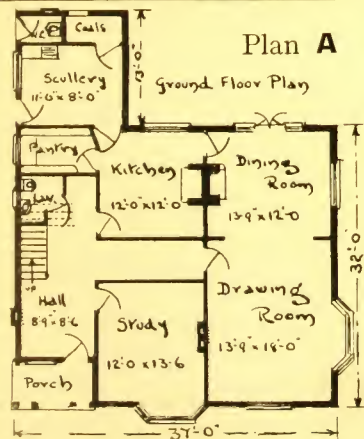 Plan A
Ground Floor Plan
W.C.
Coals
Scullery
11-0 x 8-0
13-0
Pantry
Kitchen
12-0 x 12-0
Dining
Room
13-9 x 12-0
Lav.
UP
Hall
8-9 x 8-6
Study
12-0 x 13-6
Drawing
Room
13-9 x 18-0
Porch
32-0
37-0